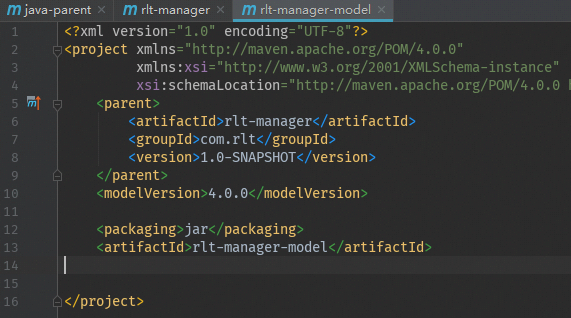 java-parent rlt-manager rlt-manager-model
1 <?xml version="1.0" encoding="UTF-8"?>
2 <project xmlns="http://maven.apache.org/POM/4.0.0"
3 xmlns:xsi="http://www.w3.org/2001/XMLSchema-instance"
4 xsi:schemaLocation="http://maven.apache.org/POM/4.0.0
5 <parent>
6 <artifactId>rlt-manager</artifactId>
7 <groupId>com.rlt</groupId>
8 <version>1.0-SNAPSHOT</version>
9 </parent>
10 <modelVersion>4.0.0</modelVersion>
11
12 <packaging>jar</packaging>
13 <artifactId>rlt-manager-model</artifactId>
14
15
16 </project>